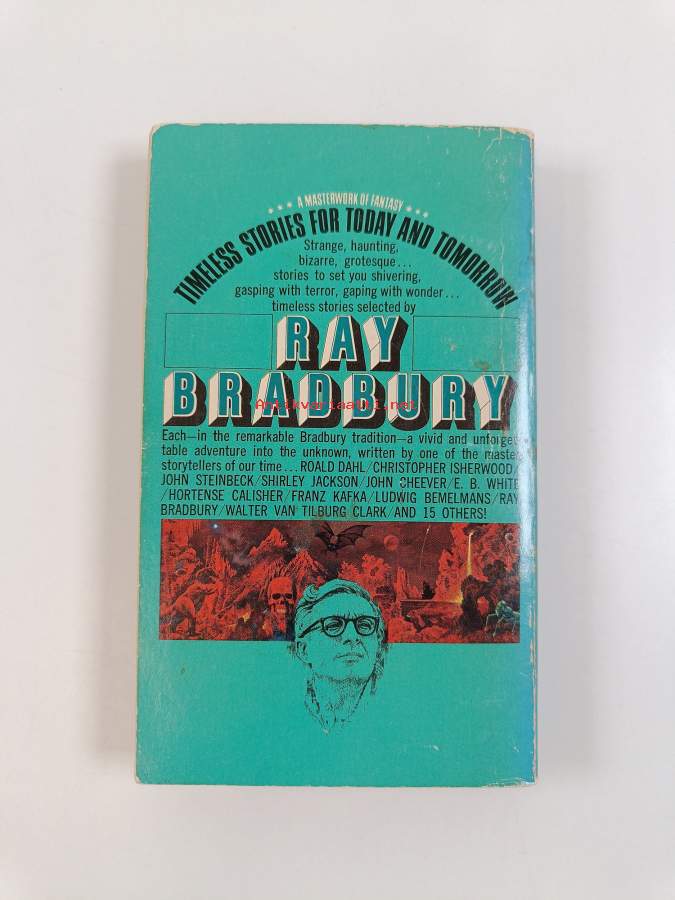 ★ ★ ★ A MASTERWORK OF FANTASY ★ ★ ★
TIMELESS STORIES FOR TODAY AND TOMORROW
Strange, haunting,
bizarre, grotesque...
stories to set you shivering,
gasping with terror, gaping with wonder...
timeless stories selected by
RAY
BRADBURY
Antikvariaatti.net
Each—in the remarkable Bradbury tradition—a vivid and unforget-
table adventure into the unknown, written by one of the master
storytellers of our time...ROALD DAHL/CHRISTOPHER ISHERWOOD/
JOHN STEINBECK/SHIRLEY JACKSON/JOHN CHEEVER/E. B. WHITE
/HORTENSE CALISHER/FRANZ KAFKA/LUDWIG BEMELMANS/RAY
BRADBURY/WALTER VAN TILBURG CLARK/AND 15 OTHERS!